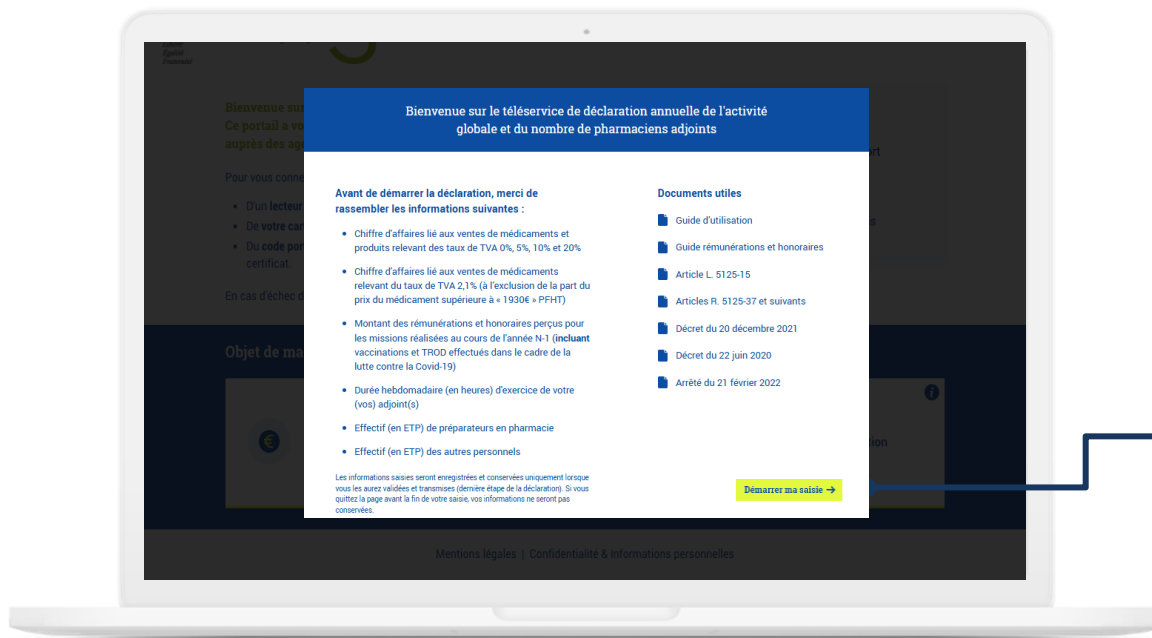 Liberté
Égalité
Fraternité
Bienvenue sur
Ce portail a vo
auprès des age
Pour vous conne
• D'un lecteur
• De votre car
• Du code por
certificat.
En cas d'échec d
Objet de ma
Bienvenue sur le téléservice de déclaration annuelle de l'activité
globale et du nombre de pharmaciens adjoints
Avant de démarrer la déclaration, merci de
rassembler les informations suivantes :
• Chiffre d'affaires lié aux ventes de médicaments et
produits relevant des taux de TVA 0%, 5%, 10% et 20%
• Chiffre d'affaires lié aux ventes de médicaments
relevant du taux de TVA 2,1% (à l'exclusion de la part du
prix du médicament supérieure à « 1930€ » PFHT)
• Montant des rémunérations et honoraires perçus pour
les missions réalisées au cours de l'année N-1 (incluant
vaccinations et TROD effectués dans le cadre de la
lutte contre la Covid-19)
• Durée hebdomadaire (en heures) d'exercice de votre
(vos) adjoint(s)
• Effectif (en ETP) de préparateurs en pharmacie
• Effectif (en ETP) des autres personnels
Les informations saisies seront enregistrées et conservées uniquement lorsque
vous les aurez validées et transmises (dernière étape de la déclaration). Si vous
quittez la page avant la fin de votre saisie, vos informations ne seront pas
conservées.
Documents utiles
Guide d'utilisation
Guide rémunérations et honoraires
Article L. 5125-15
Articles R. 5125-37 et suivants
Décret du 20 décembre 2021
Décret du 22 juin 2020
Arrêté du 21 février 2022
Démarrer ma saisie →
ort
s
ion
Mentions légales | Confidentialité & Informations personnelles